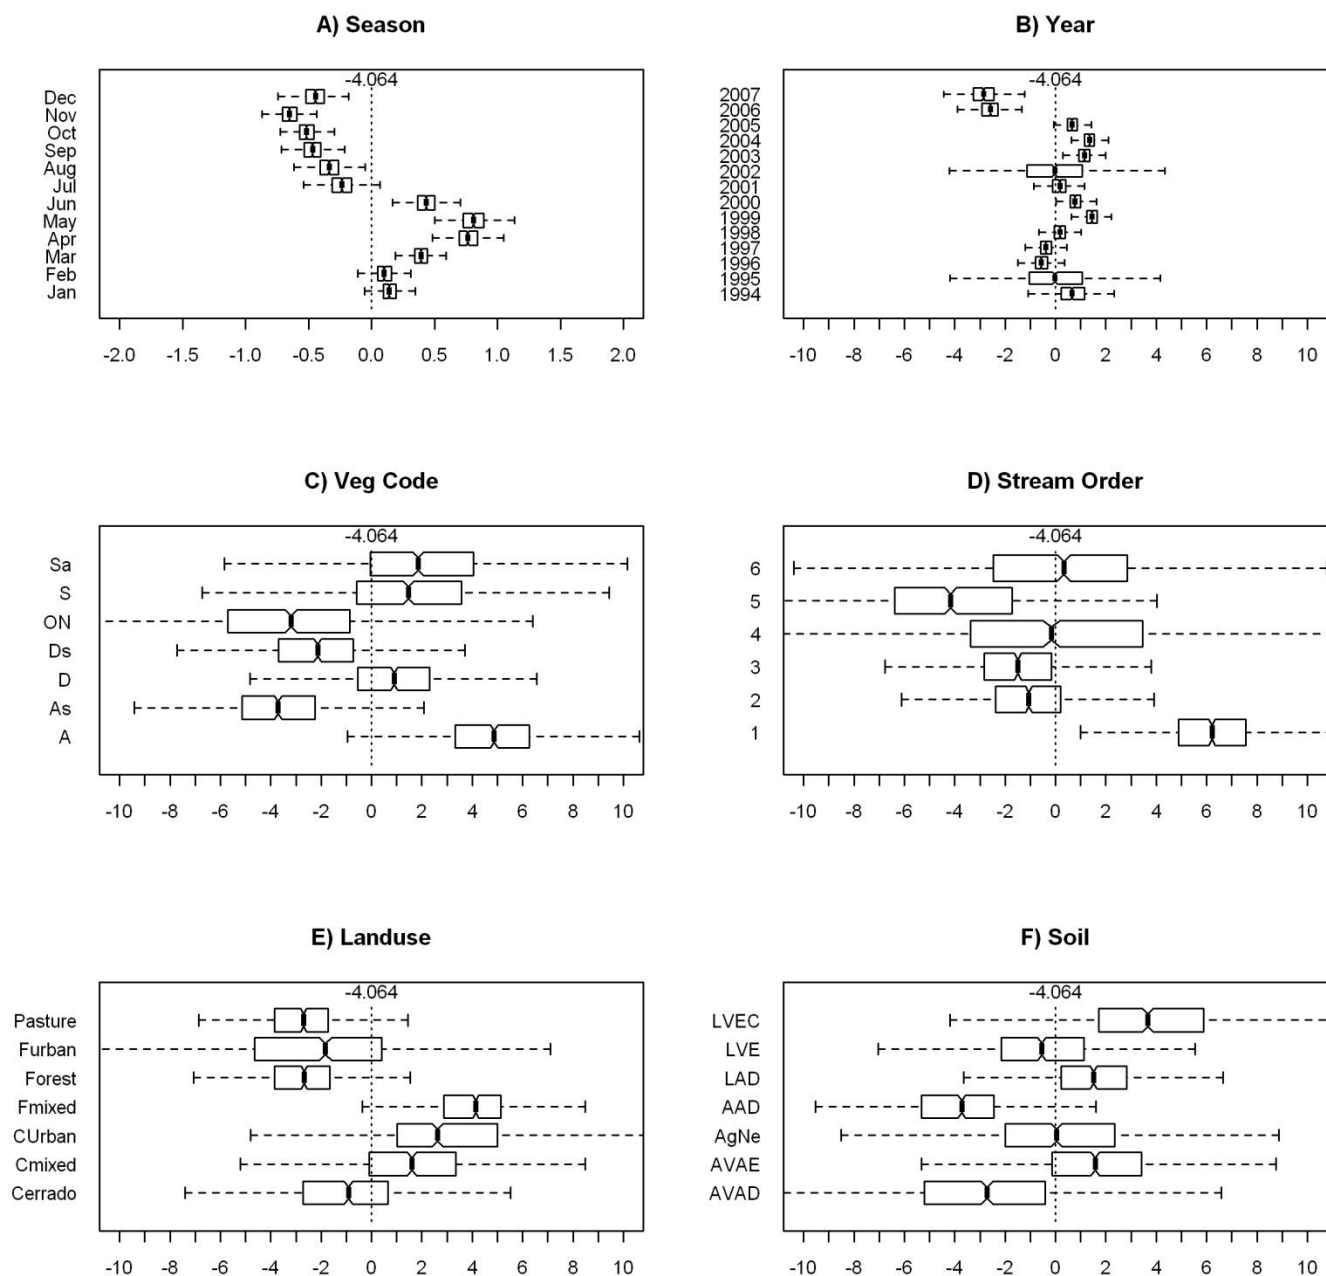 A) Season
-4.064
Dec
Nov
Oct
Sep
Aug
Jul
Jun
May
Apr
Mar
Feb
Jan
-2.0 -1.5 -1.0 -0.5 0.0 0.5 1.0 1.5 2.0
B) Year
-4.064
2007
2006
2005
2004
2003
2002
2001
2000
1999
1998
1997
1996
1995
1994
-10 -8 -6 -4 -2 0 2 4 6 8 10
C) Veg Code
-4.064
Sa
S
ON
Ds
D
As
A
-10 -8 -6 -4 -2 0 2 4 6 8 10
D) Stream Order
-4.064
6
5
4
3
2
1
-10 -8 -6 -4 -2 0 2 4 6 8 10
E) Landuse
-4.064
Pasture
Furban
Forest
Fmixed
CUrban
Cmixed
Cerrado
-10 -8 -6 -4 -2 0 2 4 6 8 10
F) Soil
-4.064
LVEC
LVE
LAD
AAD
AgNe
AVAE
AVAD
-10 -8 -6 -4 -2 0 2 4 6 8 10